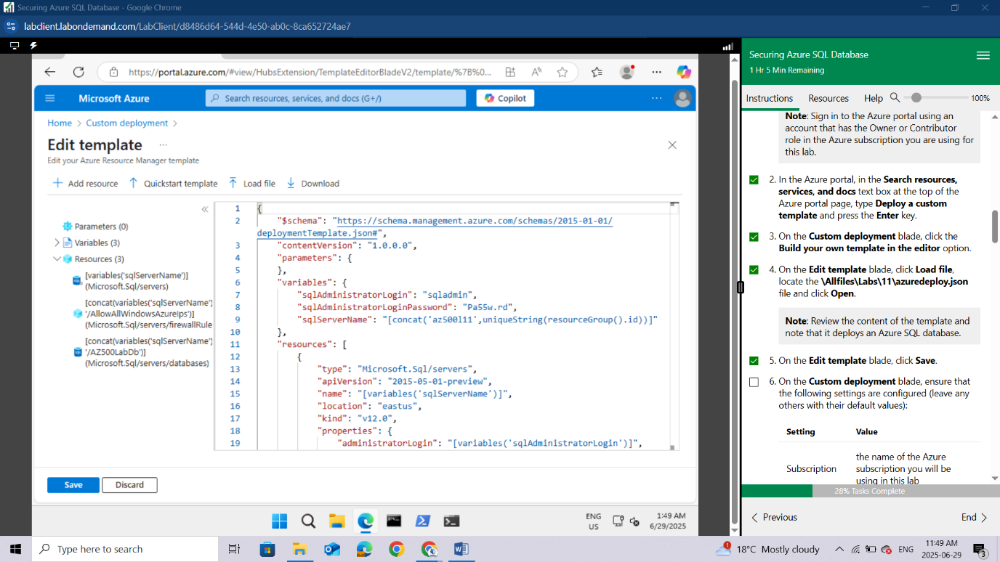 Securing Azure SQL Database - Google Chrome
labclient.labondemand.com/LabClient/d8486d64-544d-4e50-ab0c-8ca652724ae7
https://portal.azure.com/#view/HubsExtension/TemplateEditorBladeV2/template/%7B%0...
Microsoft Azure
Search resources, services, and docs (G+/)
Copilot
Home > Custom deployment >
Edit template ...
Edit your Azure Resource Manager template
Add resource
Quickstart template
Load file
Download
Parameters (0)
Variables (3)
Resources (3)
[variables('sqlServerName')]
(Microsoft.Sql/servers)
[concat(variables('sqlServerName')
'/AllowAllWindowsAzureIps')]
(Microsoft.Sql/servers/firewallRule
[concat(variables('sqlServerName')
'/AZ500LabDb')]
(Microsoft.Sql/servers/databases)
1 {
2 "$schema": "https://schema.management.azure.com/schemas/2015-01-01/
deploymentTemplate.json#",
3 "contentVersion": "1.0.0.0",
4 "parameters": {
5 },
6 "variables": {
7 "sqlAdministratorLogin": "sqladmin",
8 "sqlAdministratorLoginPassword": "Pa55w.rd",
9 "sqlServerName": "[concat('az500l11',uniqueString(resourceGroup().id))]"
10 },
11 "resources": [
12 {
13 "type": "Microsoft.Sql/servers",
14 "apiVersion": "2015-05-01-preview",
15 "name": "[variables('sqlServerName')]",
16 "location": "eastus",
17 "kind": "v12.0",
18 "properties": {
19 "administratorLogin": "[variables('sqlAdministratorLogin')]",
Save
Discard
ENG
US
1:49 AM
6/29/2025
Securing Azure SQL Database
1 Hr 5 Min Remaining
Instructions
Resources
Help
100%
Note: Sign in to the Azure portal using an
account that has the Owner or Contributor
role in the Azure subscription you are using for
this lab.
2. In the Azure portal, in the Search resources,
services, and docs text box at the top of the
Azure portal page, type Deploy a custom
template and press the Enter key.
3. On the Custom deployment blade, click the
Build your own template in the editor option.
4. On the Edit template blade, click Load file,
locate the \Allfiles\Labs\11\azuredeploy.json
file and click Open.
Note: Review the content of the template and
note that it deploys an Azure SQL database.
5. On the Edit template blade, click Save.
6. On the Custom deployment blade, ensure that
the following settings are configured (leave any
others with their default values):
Setting Value
Subscription
the name of the Azure
subscription you will be
using in this lab
28% Tasks Complete
Previous
End
Type here to search
1
18°C Mostly cloudy
ENG
11:49 AM
2025-06-29
3